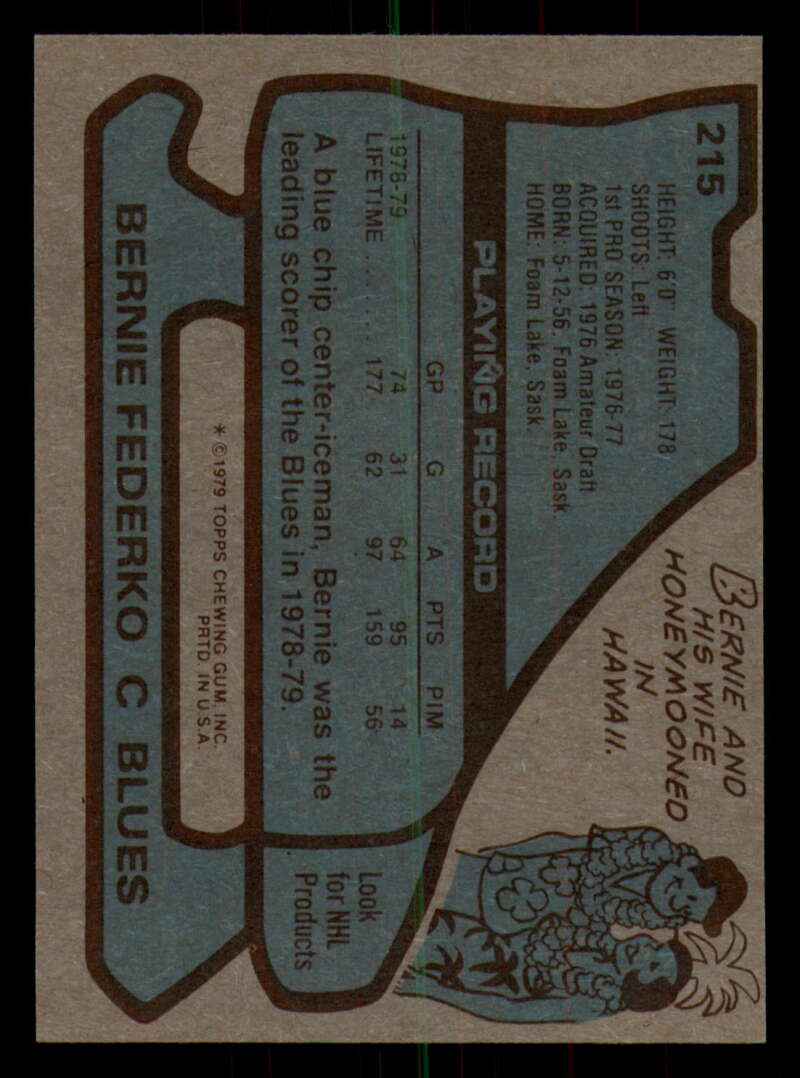 215
HEIGHT: 6'0" WEIGHT: 178
SHOOTS: Left
1st PRO SEASON: 1976-77
ACQUIRED: 1976 Amateur Draft
BORN: 5-12-56, Foam Lake, Sask.
HOME: Foam Lake, Sask.
BERNIE AND
HIS WIFE
HONEYMOONED
IN
HAWAII.
PLAYING RECORD
GP G A PTS PIM
1978-79 74 31 64 95 14
LIFETIME ........ 177 62 97 159 56
A blue chip center-iceman, Bernie was the
leading scorer of the Blues in 1978-79.
Look
for NHL
Products
* ©1979 TOPPS CHEWING GUM, INC.
PRTD. IN U.S.A.
BERNIE FEDERKO C BLUES